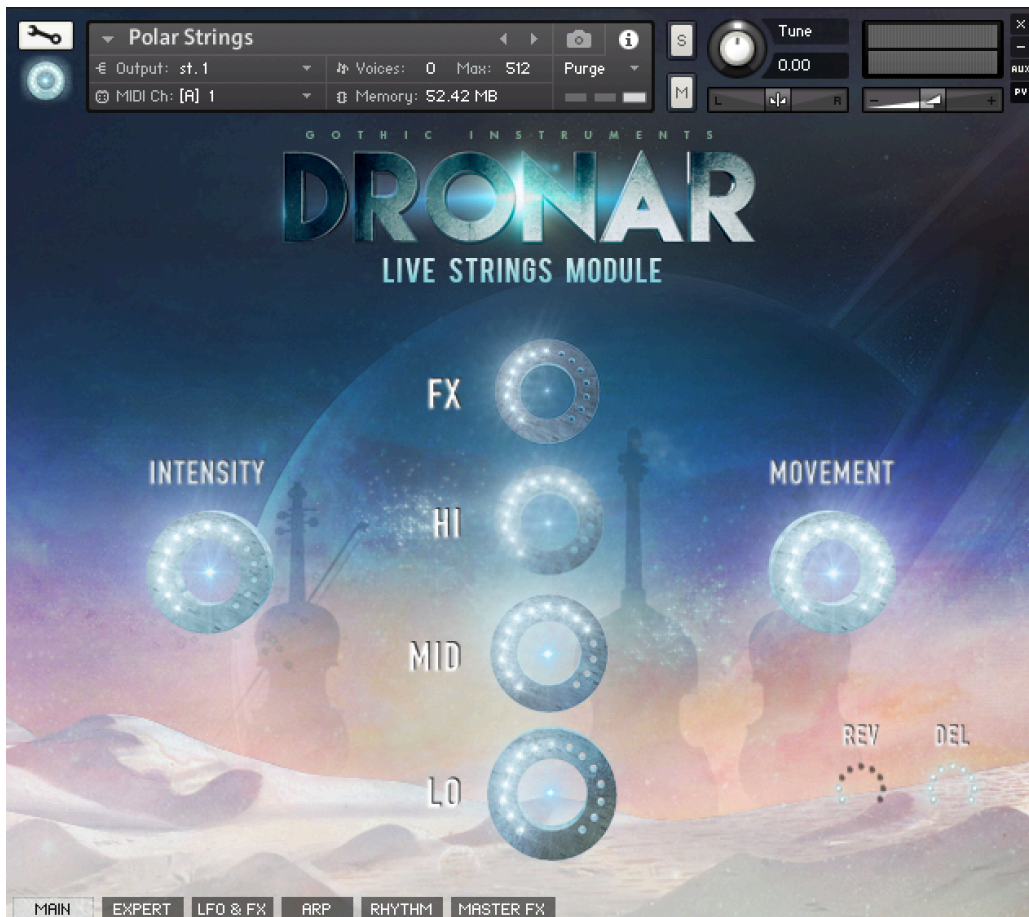 Polar Strings
S
Tune
X
Output: st.1
Voices: 0 Max: 512
Purge
0.00
-
AUX
MIDI Ch: [A] 1
Memory: 52.42 MB
M
L R
- +
PV
GOTHIC INSTRUMENTS
DRONAR
LIVE STRINGS MODULE
FX
INTENSITY
MOVEMENT
HI
MID
REV DEL
LO
MAIN EXPERT LFO & FX ARP RHYTHM MASTER FX